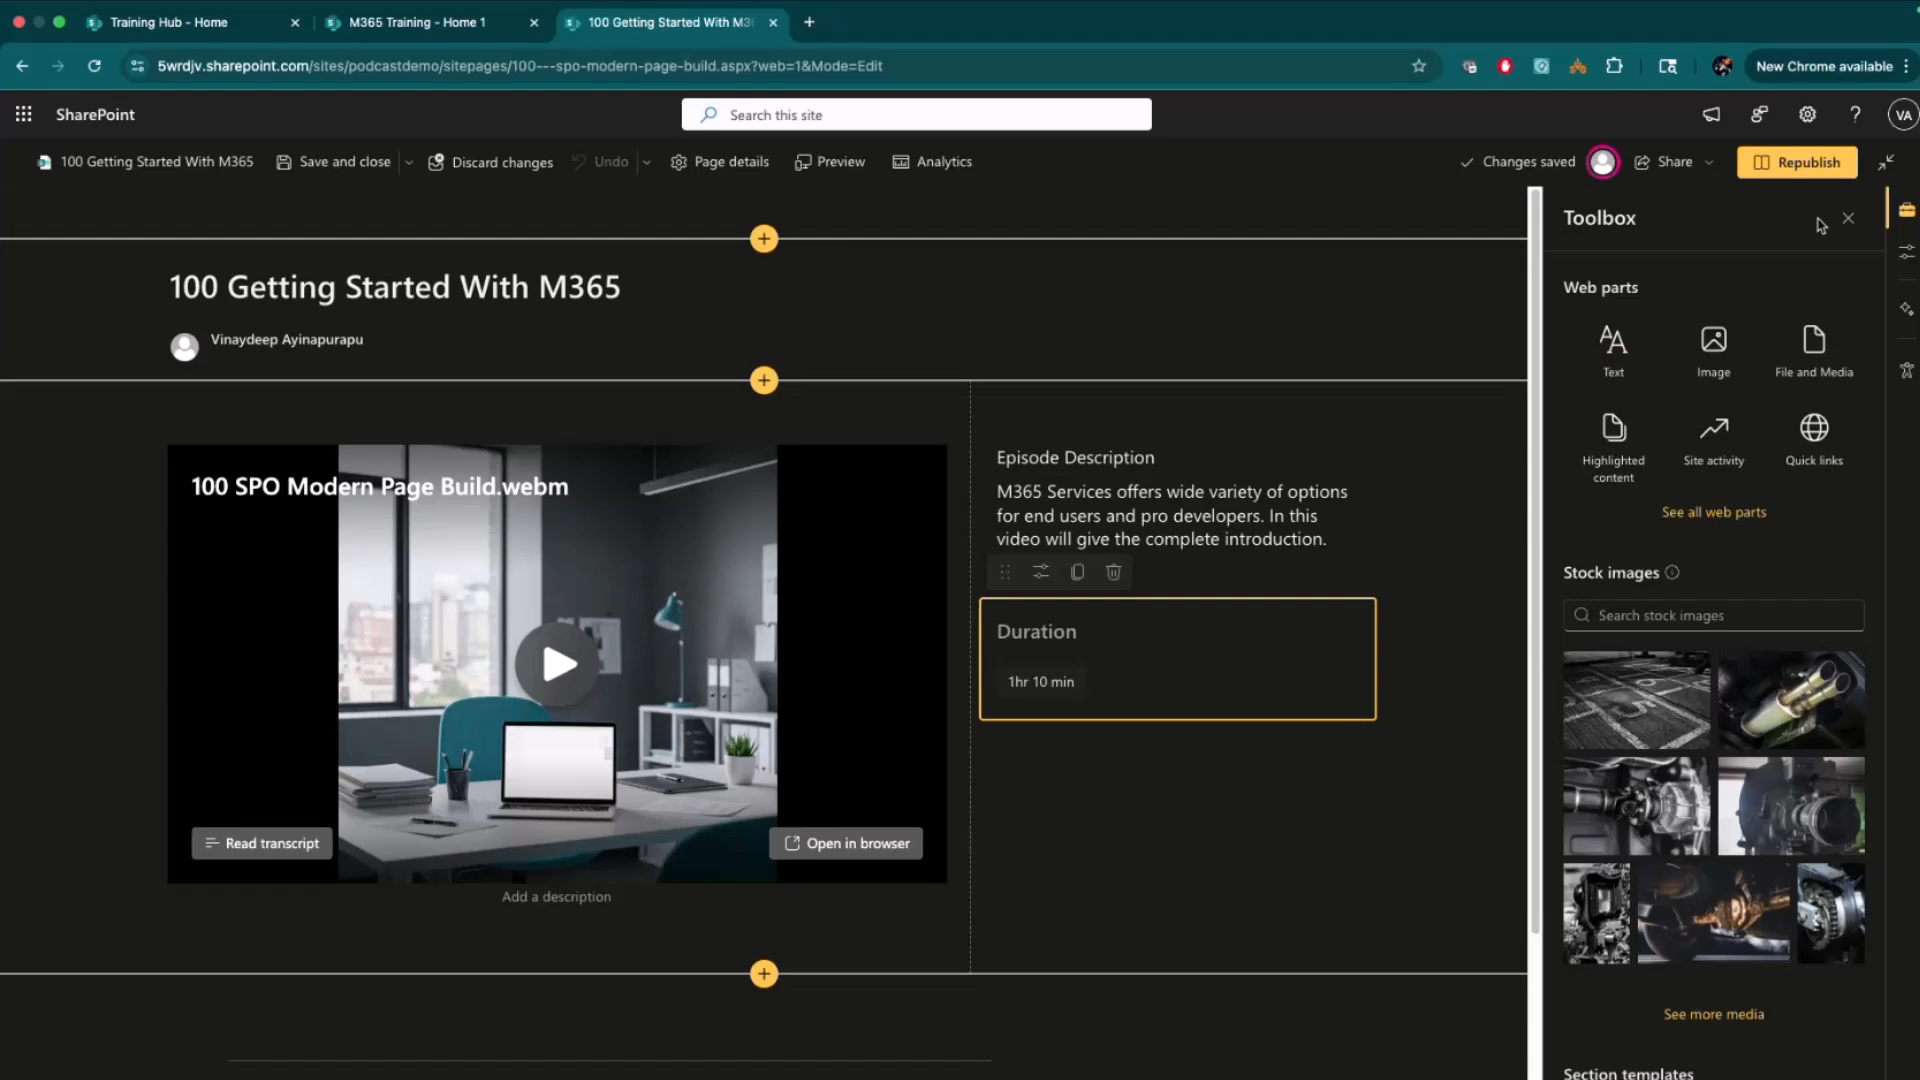 Training Hub - Home
M365 Training - Home 1
100 Getting Started With M36
5wrdjv.sharepoint.com/sites/podcastdemo/sitepages/100---spo-modern-page-build.aspx?web=1&Mode=Edit
New Chrome available
SharePoint
Search this site
VA
100 Getting Started With M365
Save and close
Discard changes
Undo
Page details
Preview
Analytics
Changes saved
Share
Republish
100 Getting Started With M365
Vinaydeep Ayinapurapu
100 SPO Modern Page Build.webm
Read transcript
Open in browser
Add a description
Episode Description
M365 Services offers wide variety of options
for end users and pro developers. In this
video will give the complete introduction.
Duration
1hr 10 min
Toolbox
Web parts
Text
Image
File and Media
Highlighted
content
Site activity
Quick links
See all web parts
Stock images
Search stock images
See more media
Section templates